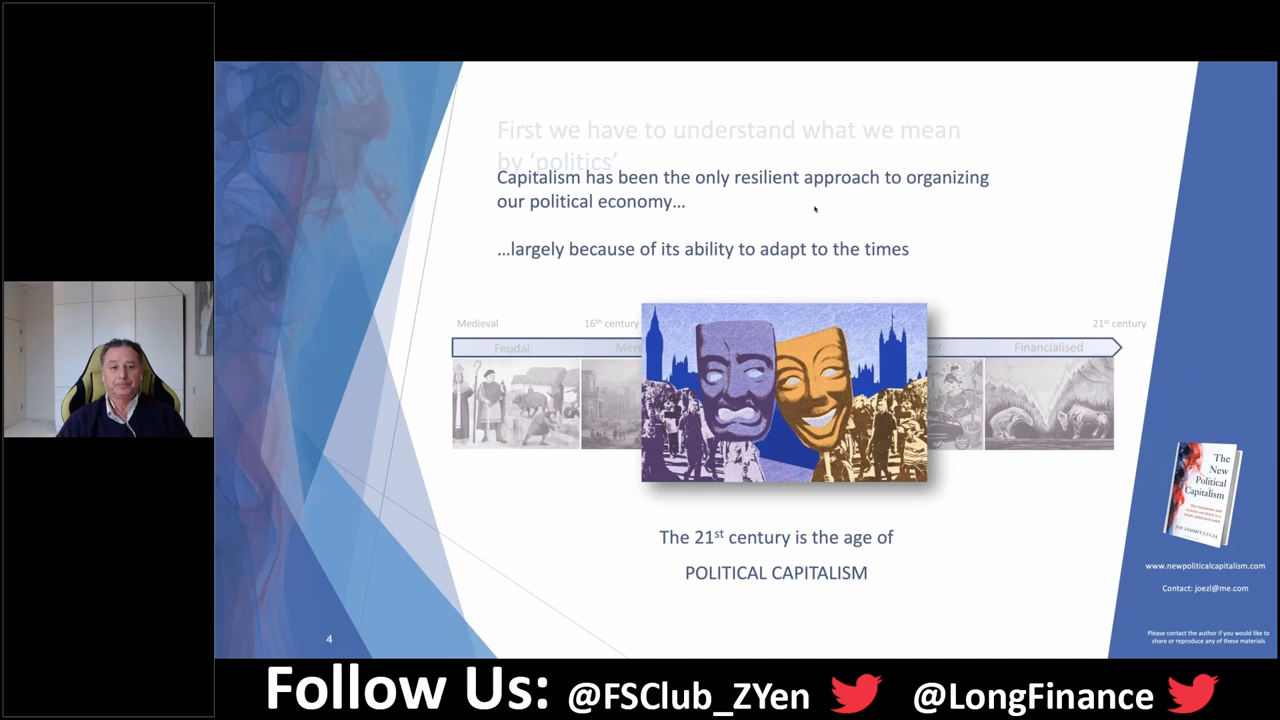 First we have to understand what we mean
by ‘politics’
Capitalism has been the only resilient approach to organizing
our political economy…
…largely because of its ability to adapt to the times
Medieval
16th century
21st century
Feudal
Financialised
The 21st century is the age of
POLITICAL CAPITALISM
The
New
Political
Capitalism
JOE ZAMMIT-LUCIA
www.newpoliticalcapitalism.com
Contact: joezl@me.com
Please contact the author if you would like to
share or reproduce any of these materials
4
Follow Us: @FSClub_ZYen @LongFinance